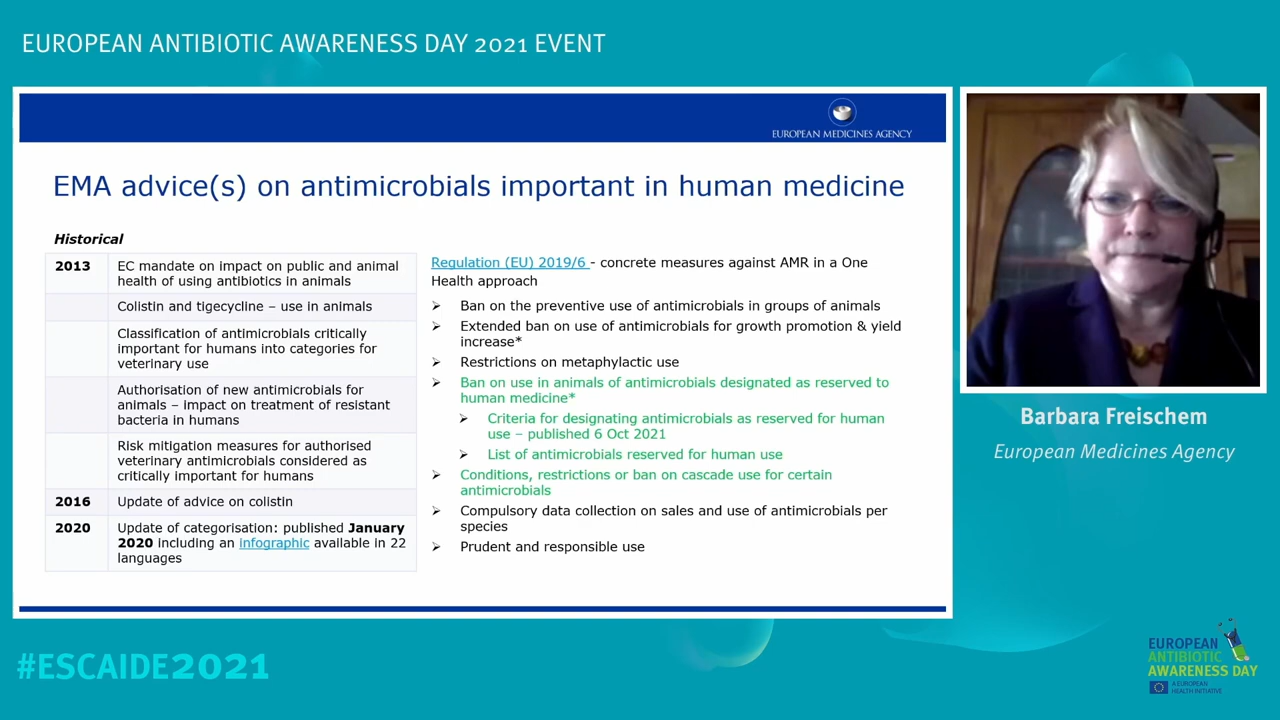 EUROPEAN ANTIBIOTIC AWARENESS DAY 2021 EVENT
EUROPEAN MEDICINES AGENCY
EMA advice(s) on antimicrobials important in human medicine
Historical
2013 EC mandate on impact on public and animal
health of using antibiotics in animals
Colistin and tigecycline – use in animals
Classification of antimicrobials critically
important for humans into categories for
veterinary use
Authorisation of new antimicrobials for
animals – Impact on treatment of resistant
bacteria in humans
Risk mitigation measures for authorised
veterinary antimicrobials considered as
critically important for humans
2016 Update of advice on colistin
2020 Update of categorisation: published January
2020 including an infographic available in 22
languages
Regulation (EU) 2019/6 - concrete measures against AMR in a One
Health approach
Ban on the preventive use of antimicrobials in groups of animals
Extended ban on use of antimicrobials for growth promotion & yield
increase*
Restrictions on metaphylactic use
Ban on use in animals of antimicrobials designated as reserved to
human medicine*
Criteria for designating antimicrobials as reserved for human
use – published 6 Oct 2021
List of antimicrobials reserved for human use
Conditions, restrictions or ban on cascade use for certain
antimicrobials
Compulsory data collection on sales and use of antimicrobials per
species
Prudent and responsible use
Barbara Freischem
European Medicines Agency
#ESCAIDE2021
EUROPEAN
ANTIBIOTIC
AWARENESS DAY
A EUROPEAN
HEALTH INITIATIVE